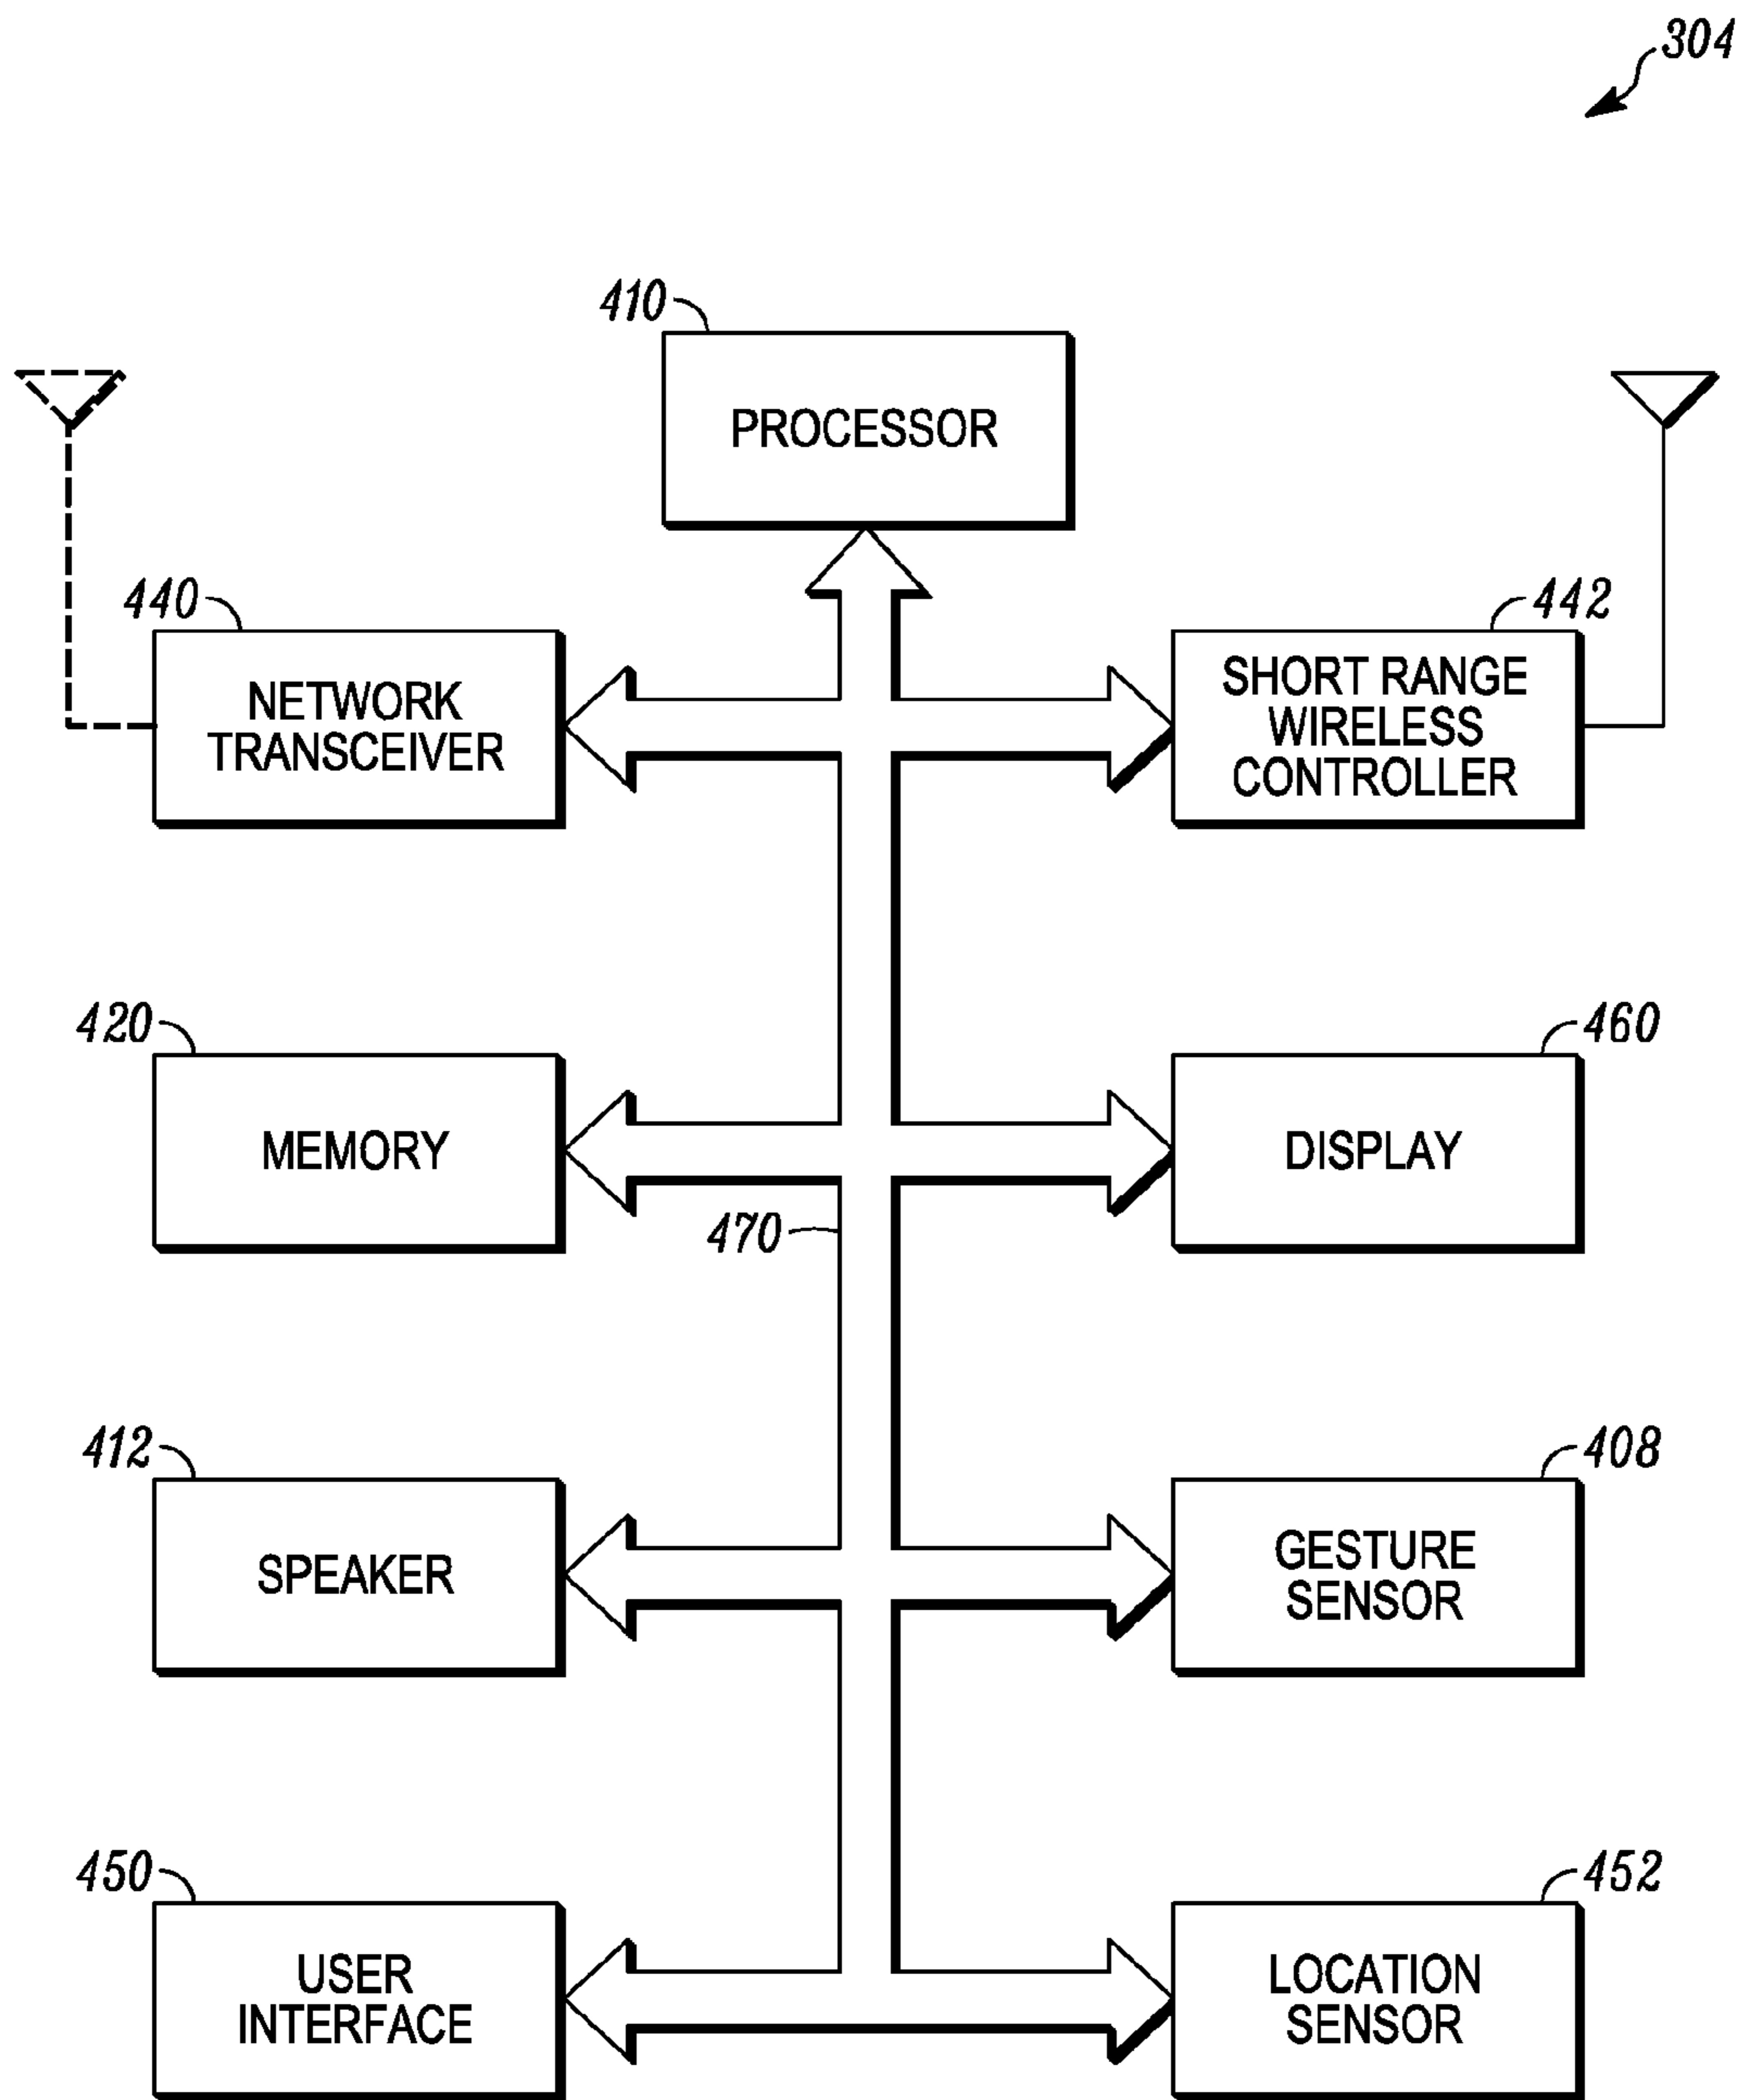 304
410
PROCESSOR
440
NETWORK
TRANSCEIVER
442
SHORT RANGE
WIRELESS
CONTROLLER
420
MEMORY
460
DISPLAY
470
412
SPEAKER
408
GESTURE
SENSOR
450
USER
INTERFACE
452
LOCATION
SENSOR